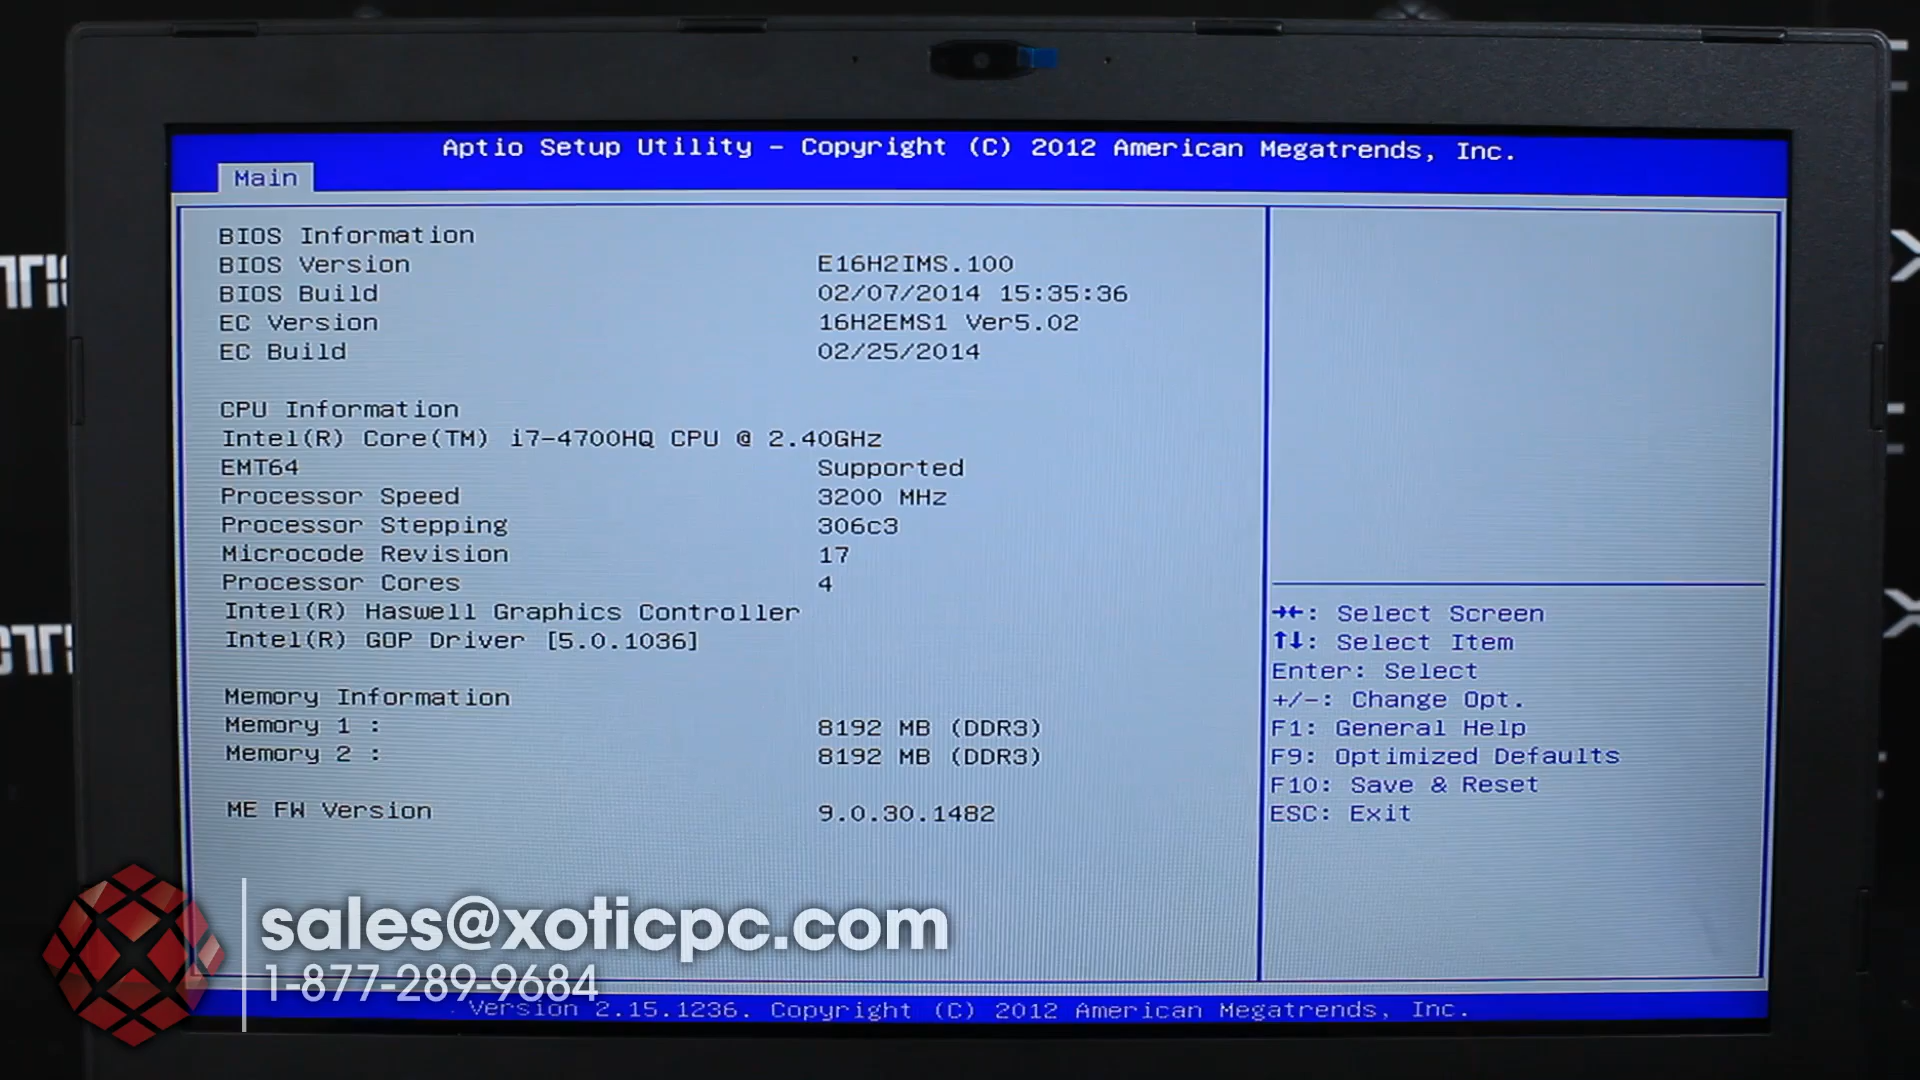 Aptio Setup Utility – Copyright (C) 2012 American Megatrends, Inc.
Main
BIOS Information
BIOS Version E16H2IMS.100
BIOS Build 02/07/2014 15:35:36
EC Version 16H2EMS1 Ver5.02
EC Build 02/25/2014
CPU Information
Intel(R) Core(TM) i7-4700HQ CPU @ 2.40GHz
EMT64 Supported
Processor Speed 3200 MHz
Processor Stepping 306c3
Microcode Revision 17
Processor Cores 4
Intel(R) Haswell Graphics Controller
Intel(R) GOP Driver [5.0.1036]
Memory Information
Memory 1 : 8192 MB (DDR3)
Memory 2 : 8192 MB (DDR3)
ME FW Version 9.0.30.1482
→←: Select Screen
↑↓: Select Item
Enter: Select
+/-: Change Opt.
F1: General Help
F9: Optimized Defaults
F10: Save & Reset
ESC: Exit
sales@xoticpc.com
1-877-289-9684
Version 2.15.1236. Copyright (C) 2012 American Megatrends, Inc.